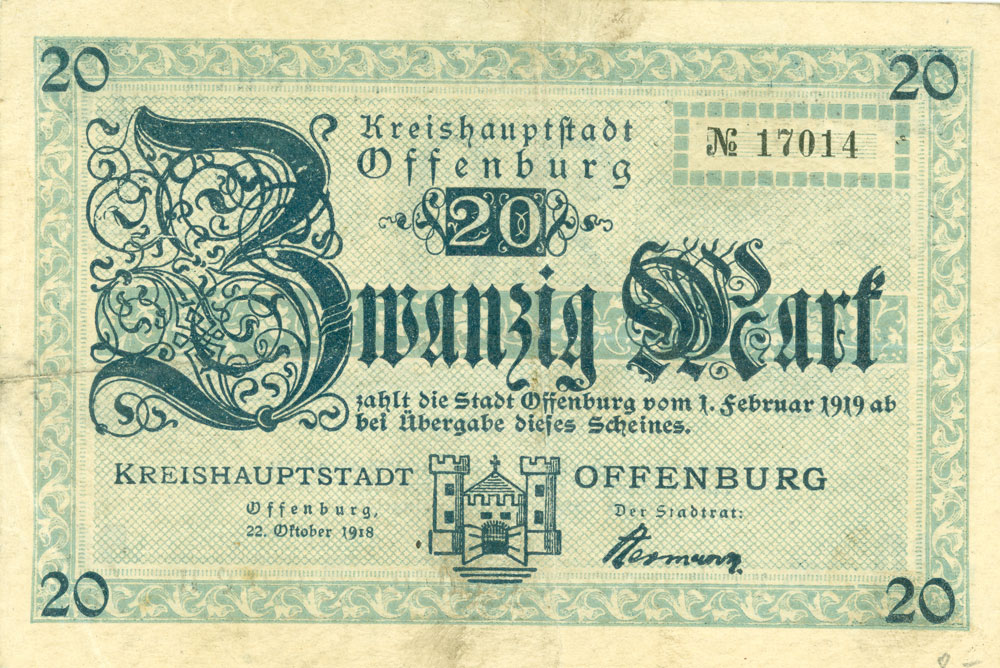 20
20
Kreishauptstadt
Offenburg
№ 17014
20
Zwanzig Mark
zahlt die Stadt Offenburg vom 1. Februar 1919 ab
bei Übergabe dieses Scheines.
KREISHAUPTSTADT OFFENBURG
Offenburg,
22. Oktober 1918
Der Stadtrat:
Hermann
20
20